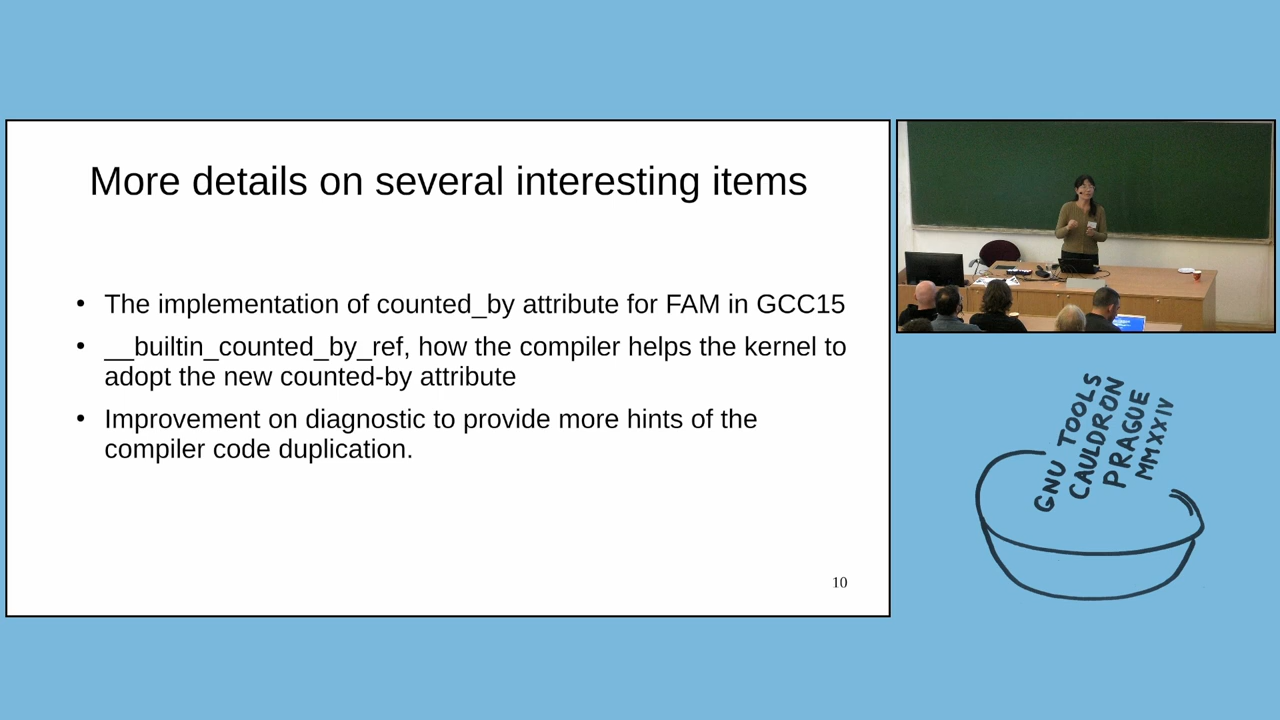 More details on several interesting items
• The implementation of counted_by attribute for FAM in GCC15
• __builtin_counted_by_ref, how the compiler helps the kernel to
adopt the new counted-by attribute
• Improvement on diagnostic to provide more hints of the
compiler code duplication.
10
GNU TOOLS
CAULDRON
PRAGUE
MMXXIV